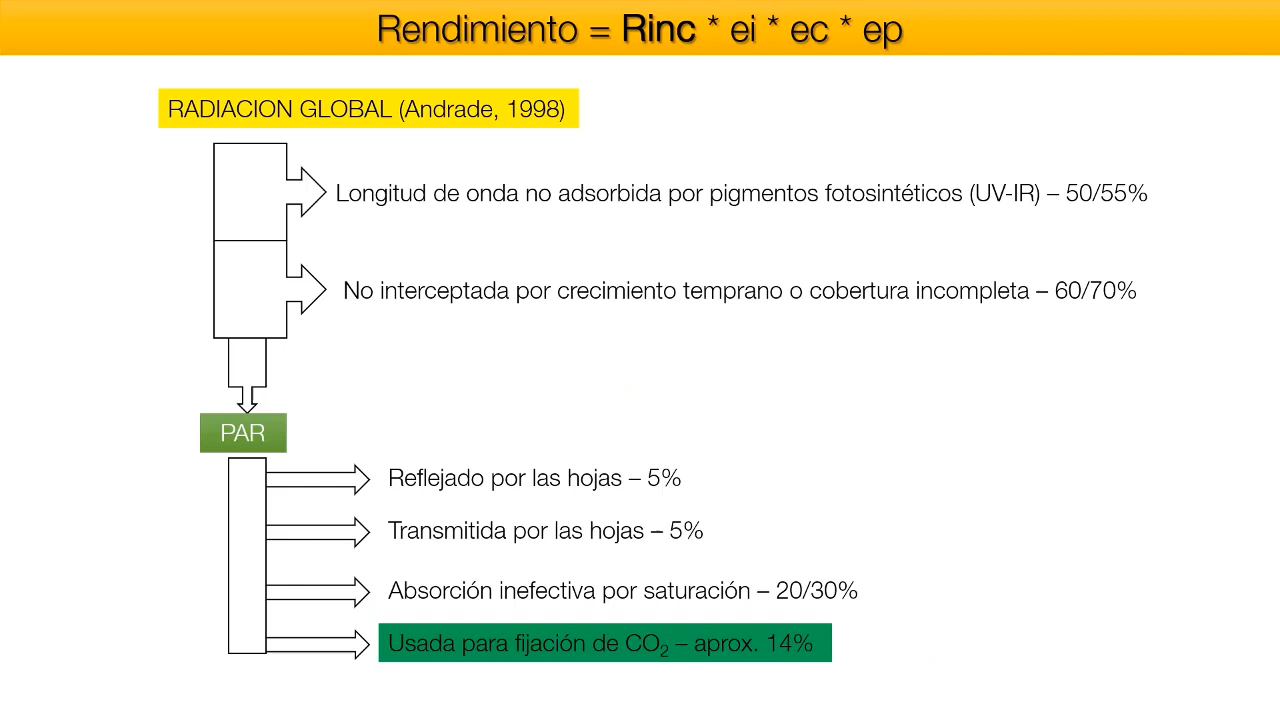 Rendimiento = Rinc * ei * ec * ep
RADIACION GLOBAL (Andrade, 1998)
Longitud de onda no adsorbida por pigmentos fotosintéticos (UV-IR) – 50/55%
No interceptada por crecimiento temprano o cobertura incompleta – 60/70%
PAR
Reflejado por las hojas – 5%
Transmitida por las hojas – 5%
Absorción inefectiva por saturación – 20/30%
Usada para fijación de CO₂ – aprox. 14%